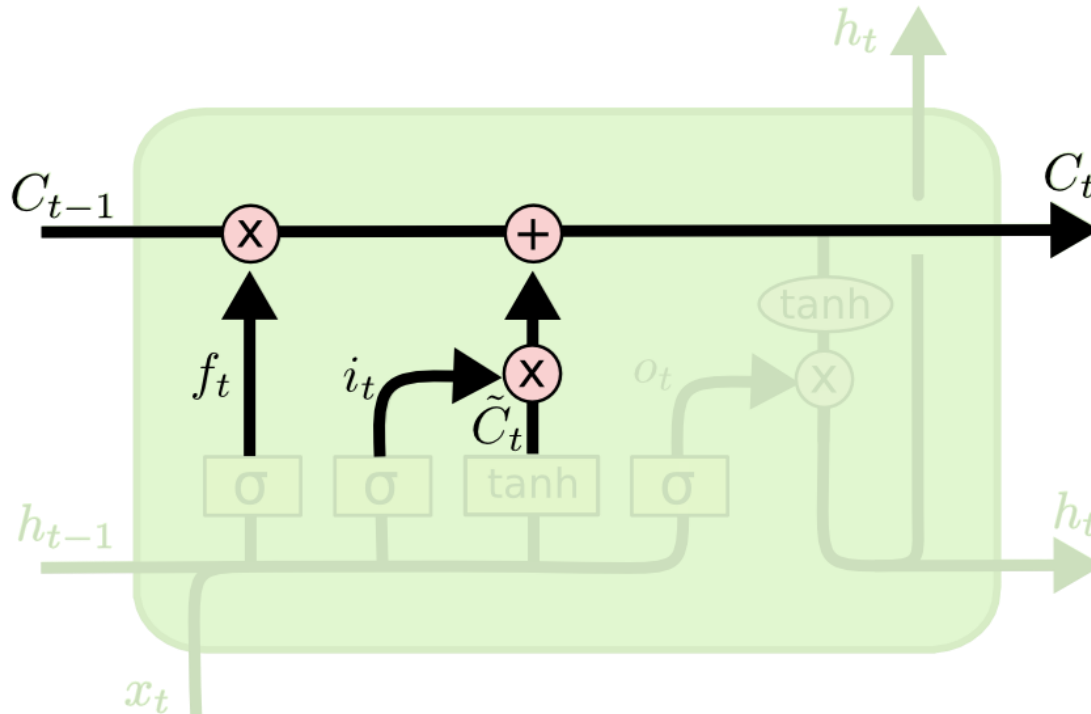 h_t
C_{t-1} x + C_t
tanh
f_t i_t x o_t x
C̃_t
σ σ tanh σ
h_{t-1} h_t
x_t